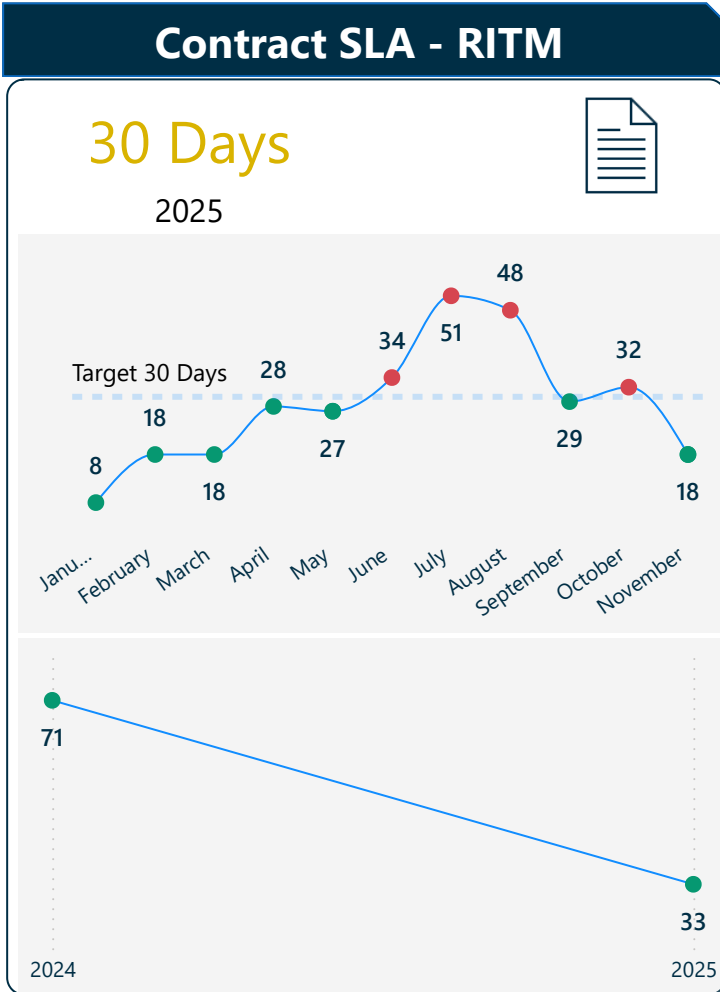 Contract SLA - RITM
30 Days
2025
48
51
34
32
Target 30 Days
28
18
27
29
8
18
18
Janu...
February
March
April
May
June
July
August
September
October
November
71
33
2024
2025